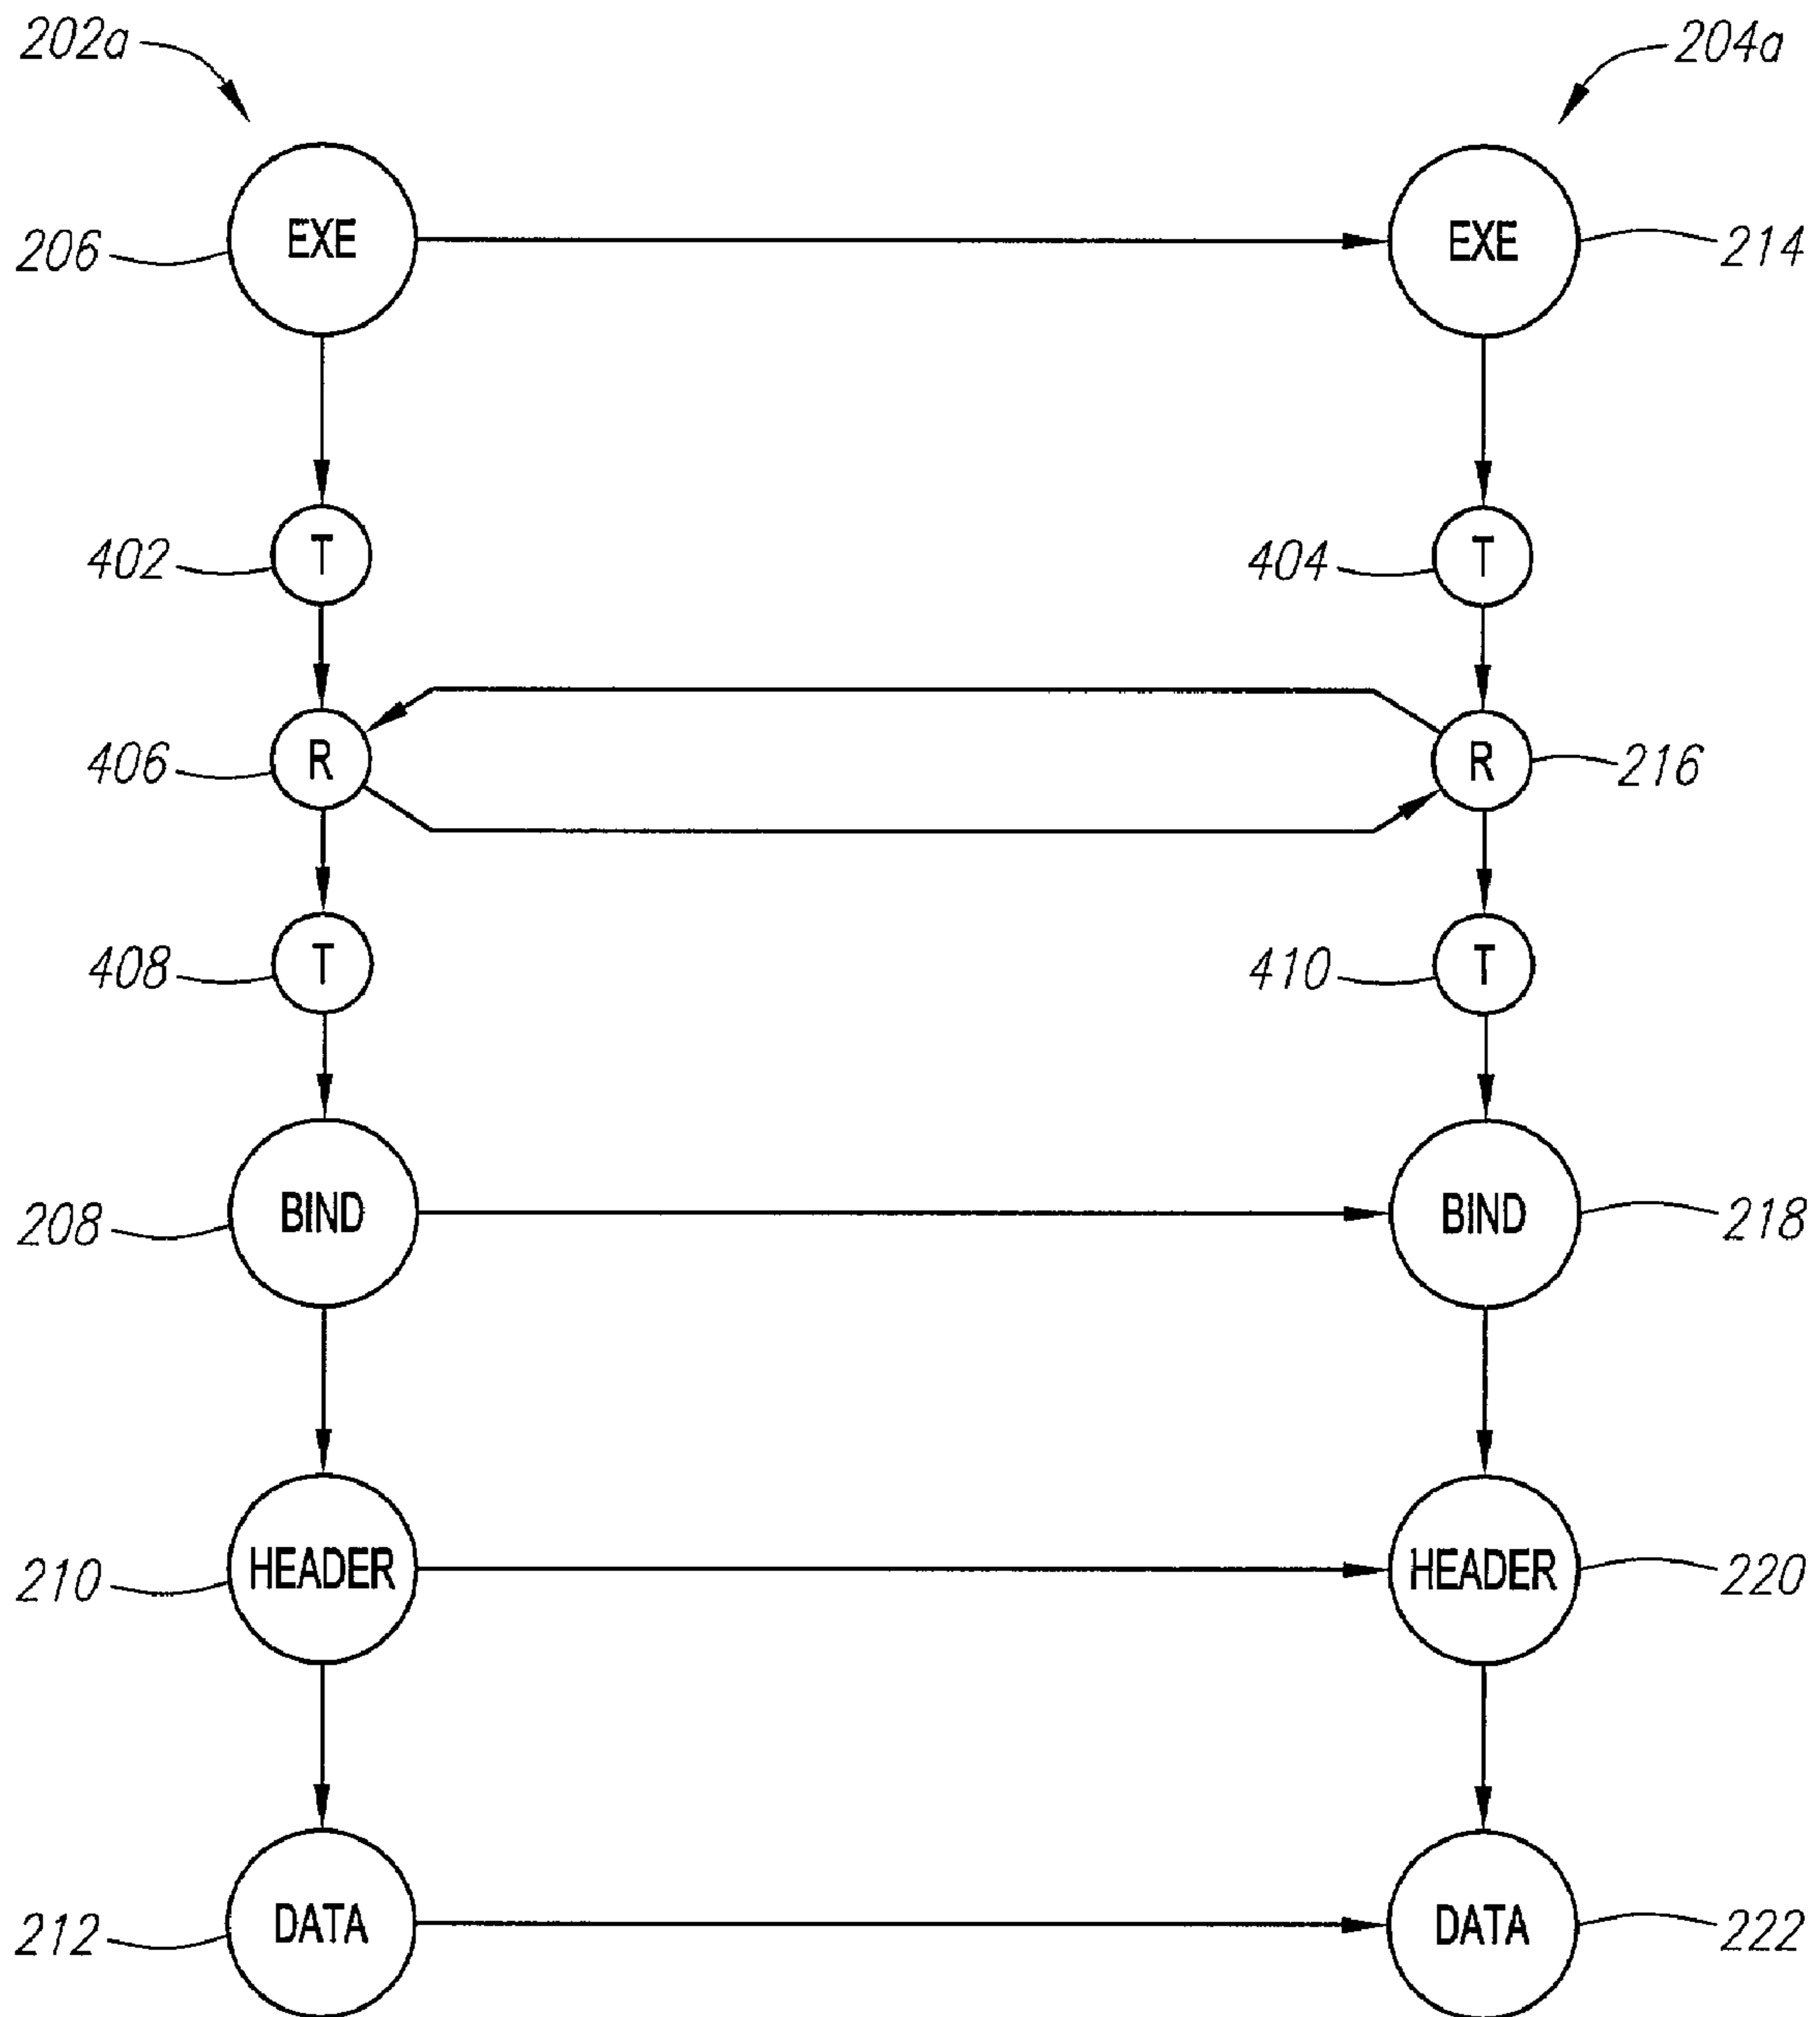 202a
204a
EXE
EXE
206
214
T
T
402
404
R
R
406
216
T
T
408
410
BIND
BIND
208
218
HEADER
HEADER
210
220
DATA
DATA
212
222